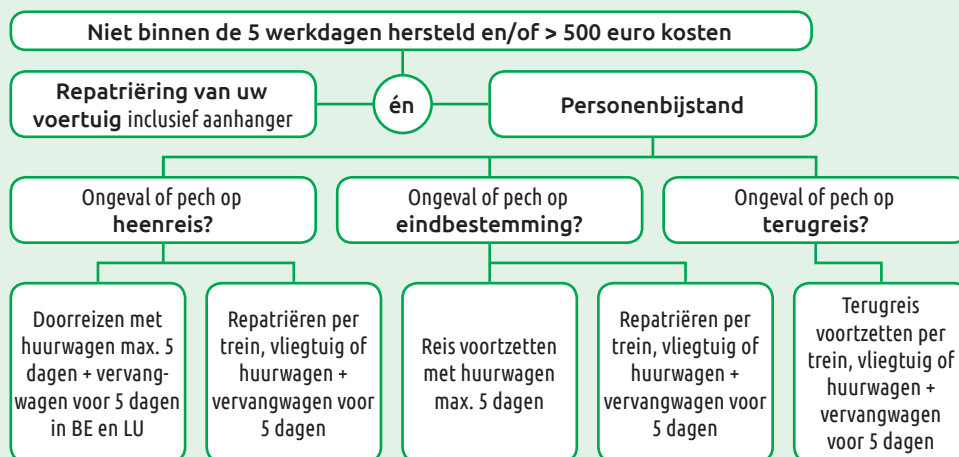 Niet binnen de 5 werkdagen hersteld en/of > 500 euro kosten
Repatriëring van uw
voertuig inclusief aanhanger
én
Personenbijstand
Ongeval of pech op
heenreis?
Ongeval of pech op
eindbestemming?
Ongeval of pech op
terugreis?
Doorreizen met
huurwagen max. 5
dagen + vervang-
wagen voor 5 dagen
in BE en LU
Repatriëren per
trein, vliegtuig of
huurwagen +
vervangwagen voor
5 dagen
Reis voortzetten
met huurwagen
max. 5 dagen
Repatriëren per
trein, vliegtuig of
huurwagen +
vervangwagen voor
5 dagen
Terugreis
voortzetten per
trein, vliegtuig of
huurwagen +
vervangwagen
voor 5 dagen